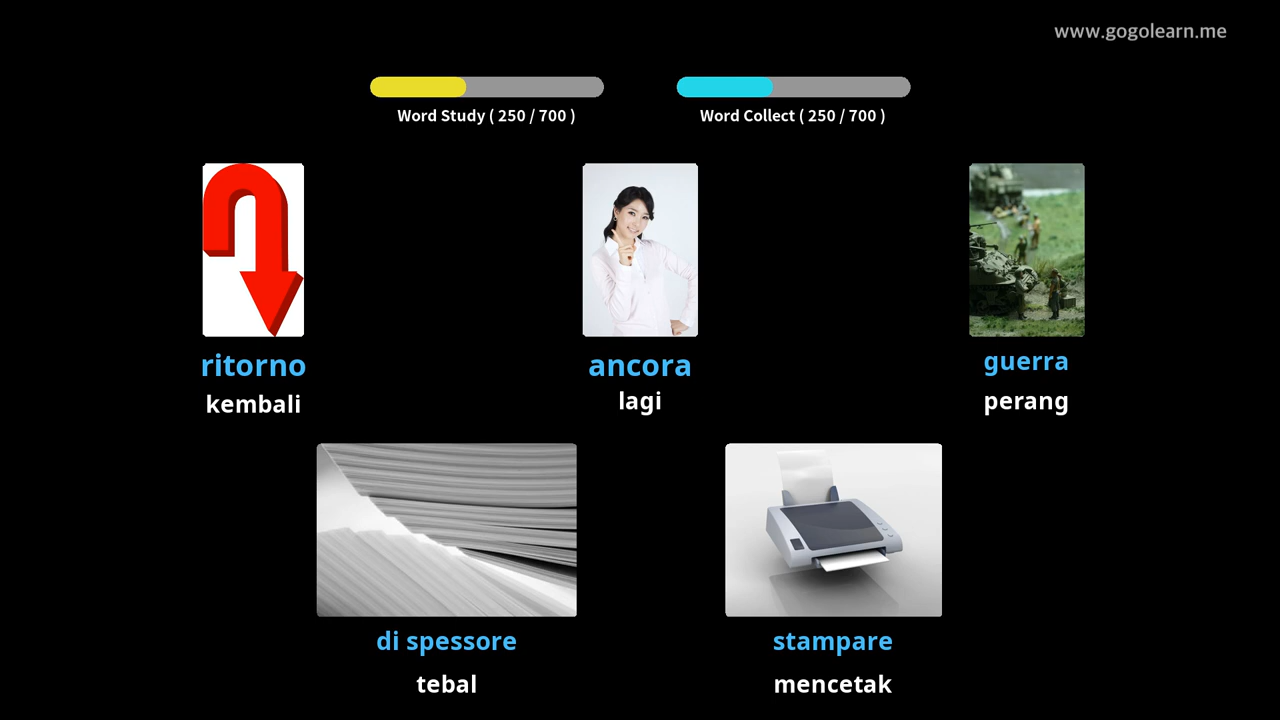 www.gogolearn.me
Word Study ( 250 / 700 )
Word Collect ( 250 / 700 )
ritorno
kembali
ancora
lagi
guerra
perang
di spessore
tebal
stampare
mencetak